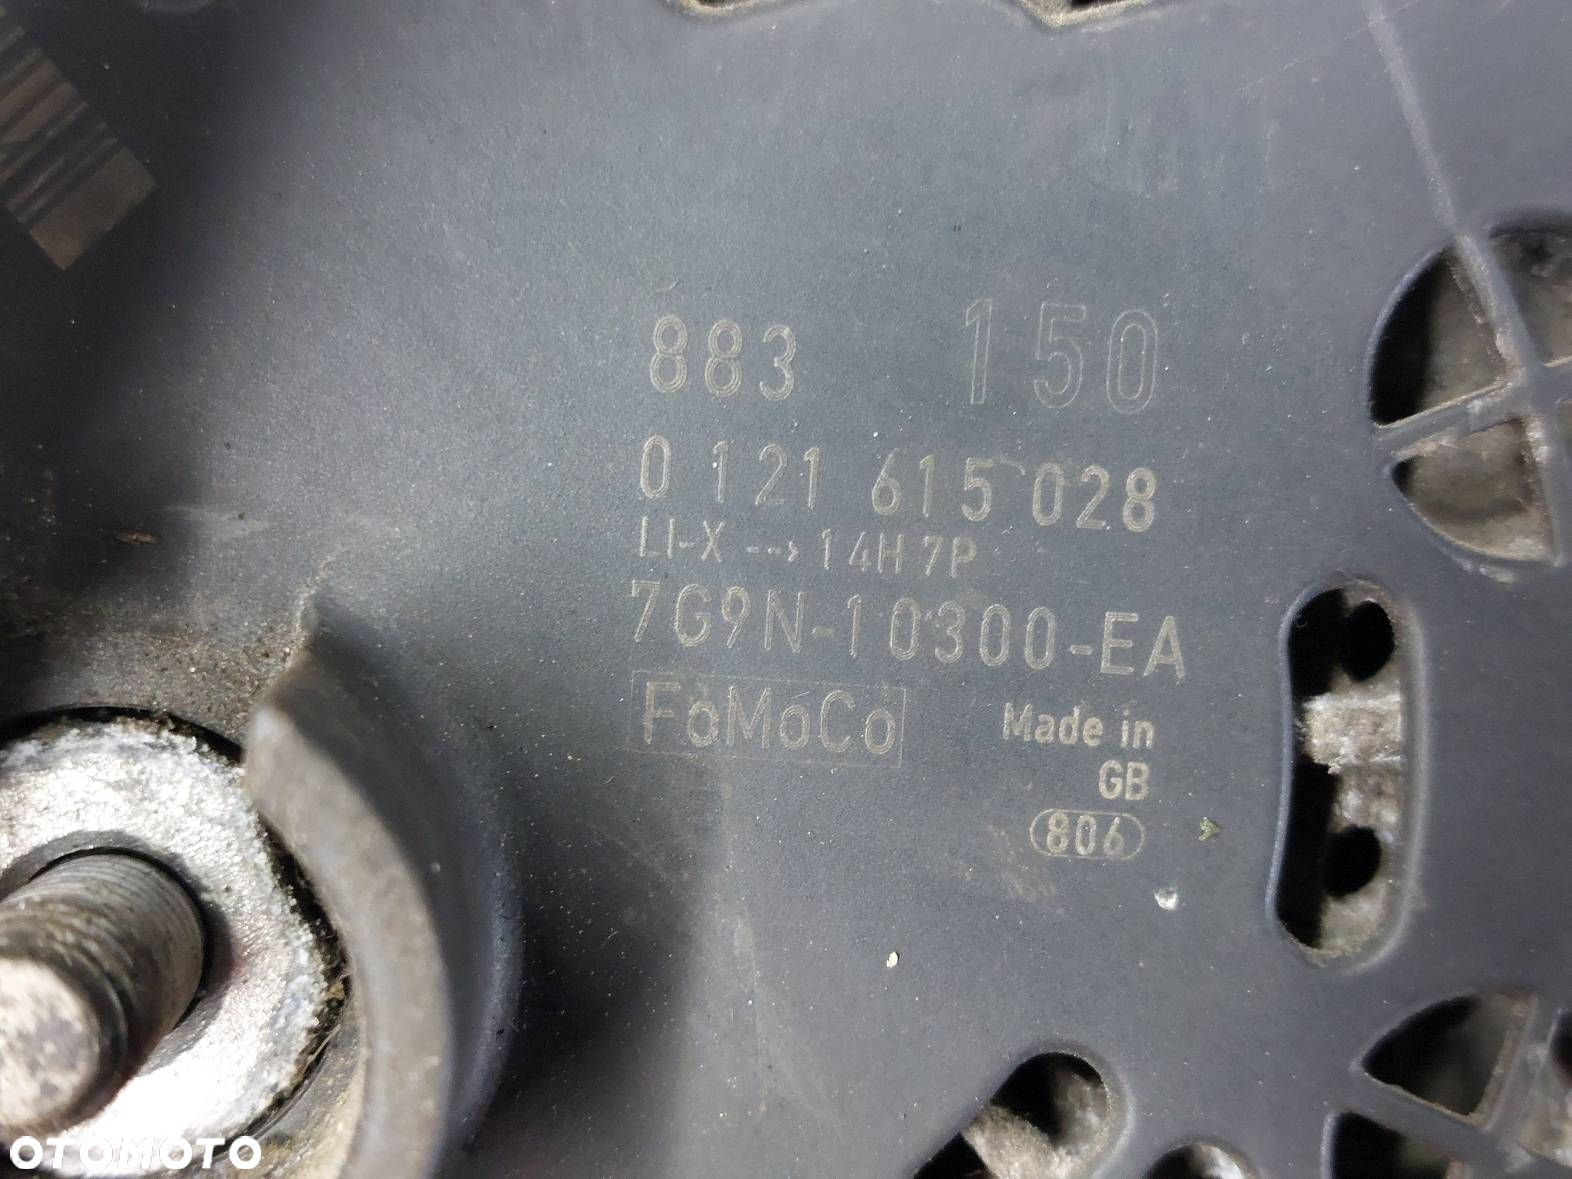 883 150
0 121 615 028
LI-X --> 14H 7P
7G9N-10300-EA
FoMoCo
Made in
GB
806
OTOMOTO